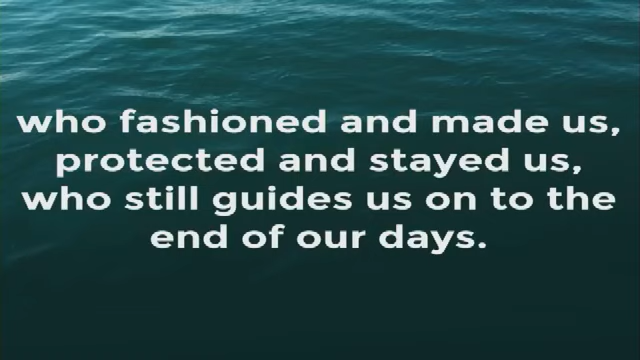 who fashioned and made us,
protected and stayed us,
who still guides us on to the
end of our days.